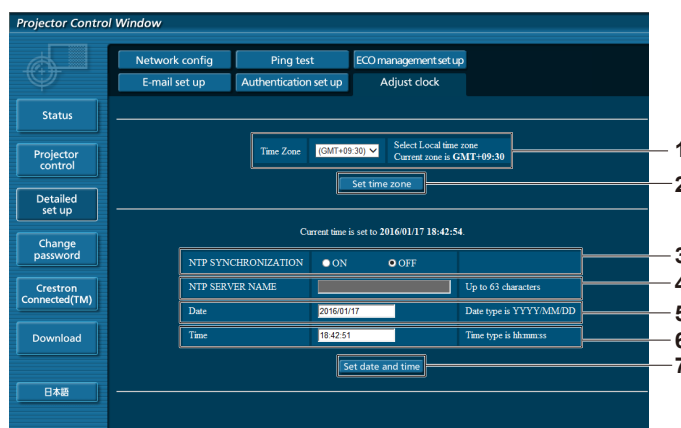 Projector Control Window
Network config
Ping test
ECO management set up
E-mail set up
Authentication set up
Adjust clock
Status
Projector
control
Detailed
set up
Change
password
Crestron
Connected(TM)
Download
日本語
Time Zone
(GMT+09:30)
Select Local time zone
Current zone is GMT+09:30
1
Set time zone
2
Current time is set to 2016/01/17 18:42:54.
NTP SYNCHRONIZATION ON OFF
3
NTP SERVER NAME Up to 63 characters
4
Date 2016/01/17 Date type is YYYY/MM/DD
5
Time 18:42:51 Time type is hh:mm:ss
6
Set date and time
7